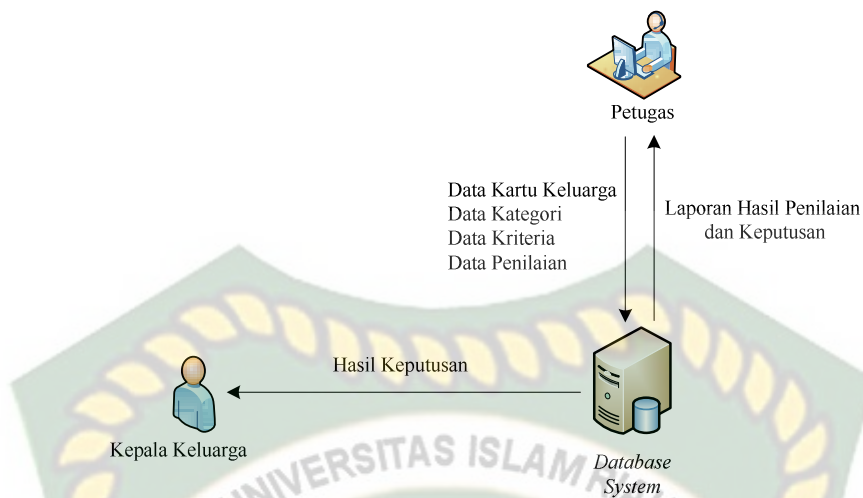 Petugas
Data Kartu Keluarga
Data Kategori
Data Kriteria
Data Penilaian
Laporan Hasil Penilaian
dan Keputusan
Hasil Keputusan
Kepala Keluarga
Database
System
UNIVERSITAS ISLAM